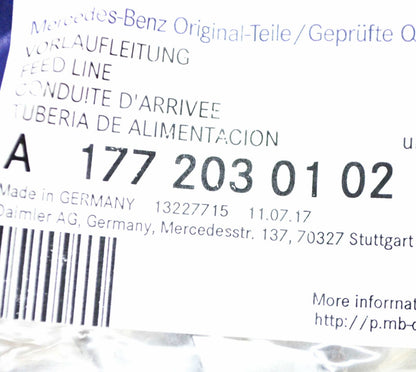 Mercedes-Benz Original-Teile/Geprüfte Q
VORLAUFLEITUNG
FEED LINE
CONDUITE D'ARRIVEE
TUBERIA DE ALIMENTACION
A 177 203 01 02
Made in GERMANY 13227715 11.07.17
Daimler AG, Germany, Mercedesstr. 137, 70327 Stuttgart
More informat
http://p.mb-